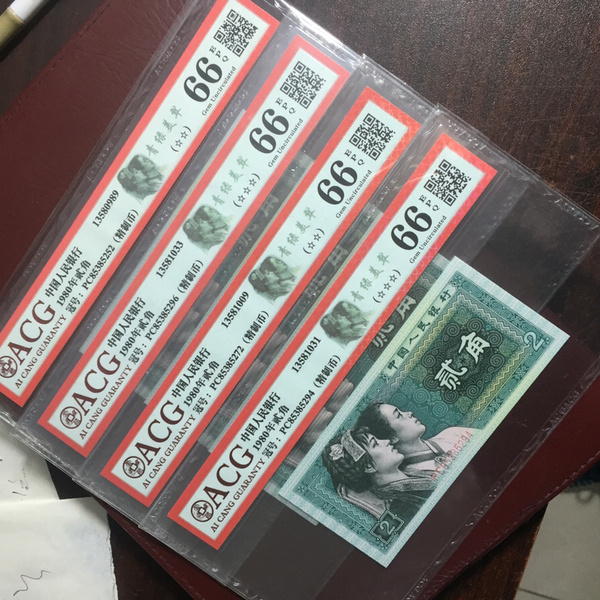 ACG
AI CANG GUARANTY
中国人民银行
1980年贰角
冠号：PC85385252（精制币）
13580989
青绿美翠
(☆☆)
66
E
P
Q
Gem Uncirculated
ACG
AI CANG GUARANTY
中国人民银行
1980年贰角
冠号：PC85385296（精制币）
13581033
青绿美翠
(☆☆☆)
66
E
P
Q
Gem Uncirculated
ACG
AI CANG GUARANTY
中国人民银行
1980年贰角
冠号：PC85385272（精制币）
13581009
青绿美翠
(☆☆)
66
E
P
Q
Gem Uncirculated
ACG
AI CANG GUARANTY
中国人民银行
1980年贰角
冠号：PC85385294（精制币）
13581031
青绿美翠
(☆☆☆)
66
E
P
Q
Gem Uncirculated
贰角
中国人民银行
2
贰角
2